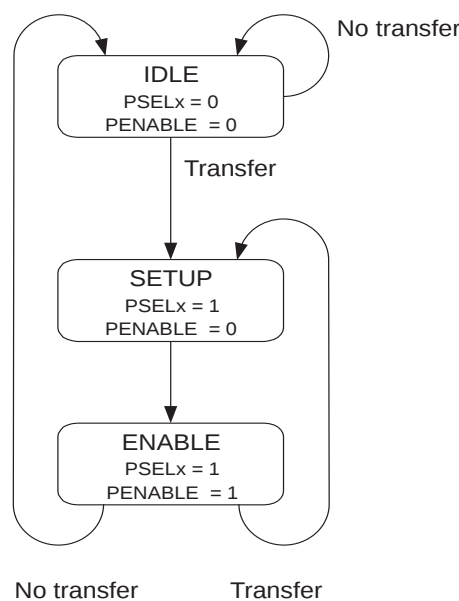 No transfer
IDLE
PSELx = 0
PENABLE = 0
Transfer
SETUP
PSELx = 1
PENABLE = 0
ENABLE
PSELx = 1
PENABLE = 1
No transfer
Transfer